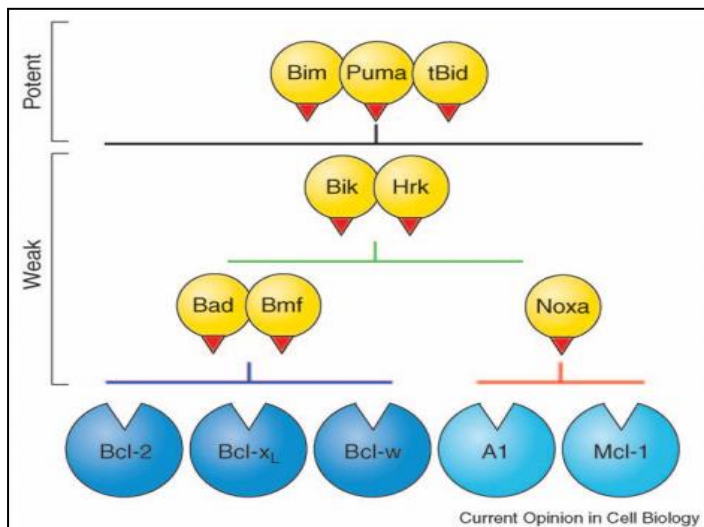 Potent
Bim Puma tBid
Weak
Bik Hrk
Bad Bmf Noxa
Bcl-2 Bcl-xL Bcl-w A1 Mcl-1
Current Opinion in Cell Biology